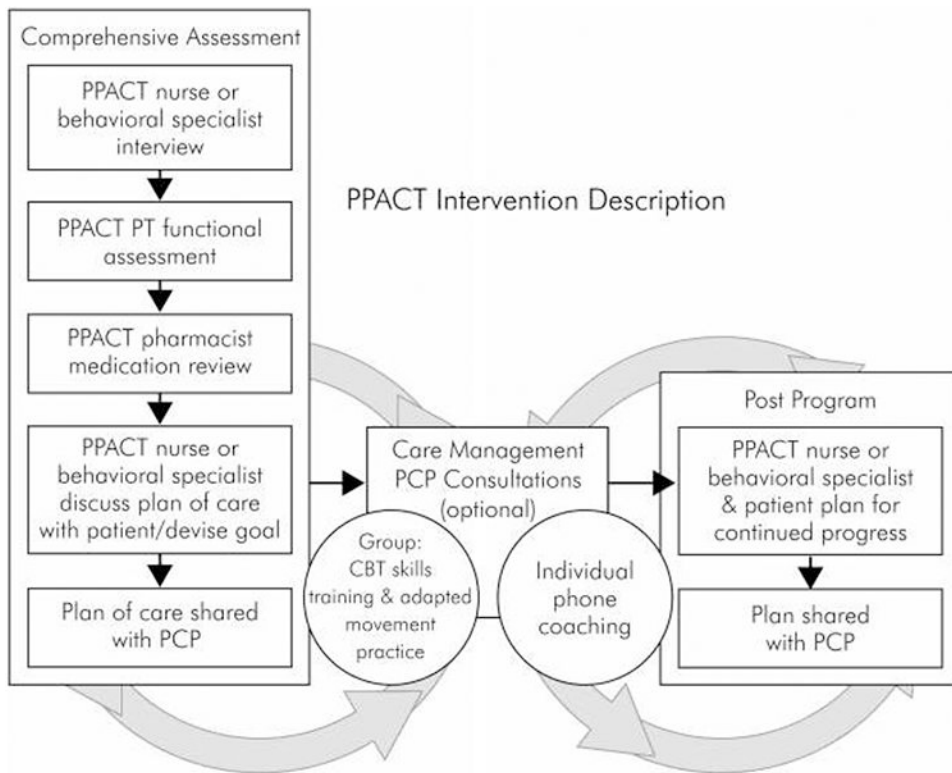 Comprehensive Assessment
PPACT nurse or
behavioral specialist
interview
PPACT PT functional
assessment
PPACT pharmacist
medication review
PPACT nurse or
behavioral specialist
discuss plan of care
with patient/devise goal
Plan of care shared
with PCP
PPACT Intervention Description
Care Management
PCP Consultations
(optional)
Group:
CBT skills
training & adapted
movement
practice
Individual
phone
coaching
Post Program
PPACT nurse or
behavioral specialist
& patient plan for
continued progress
Plan shared
with PCP